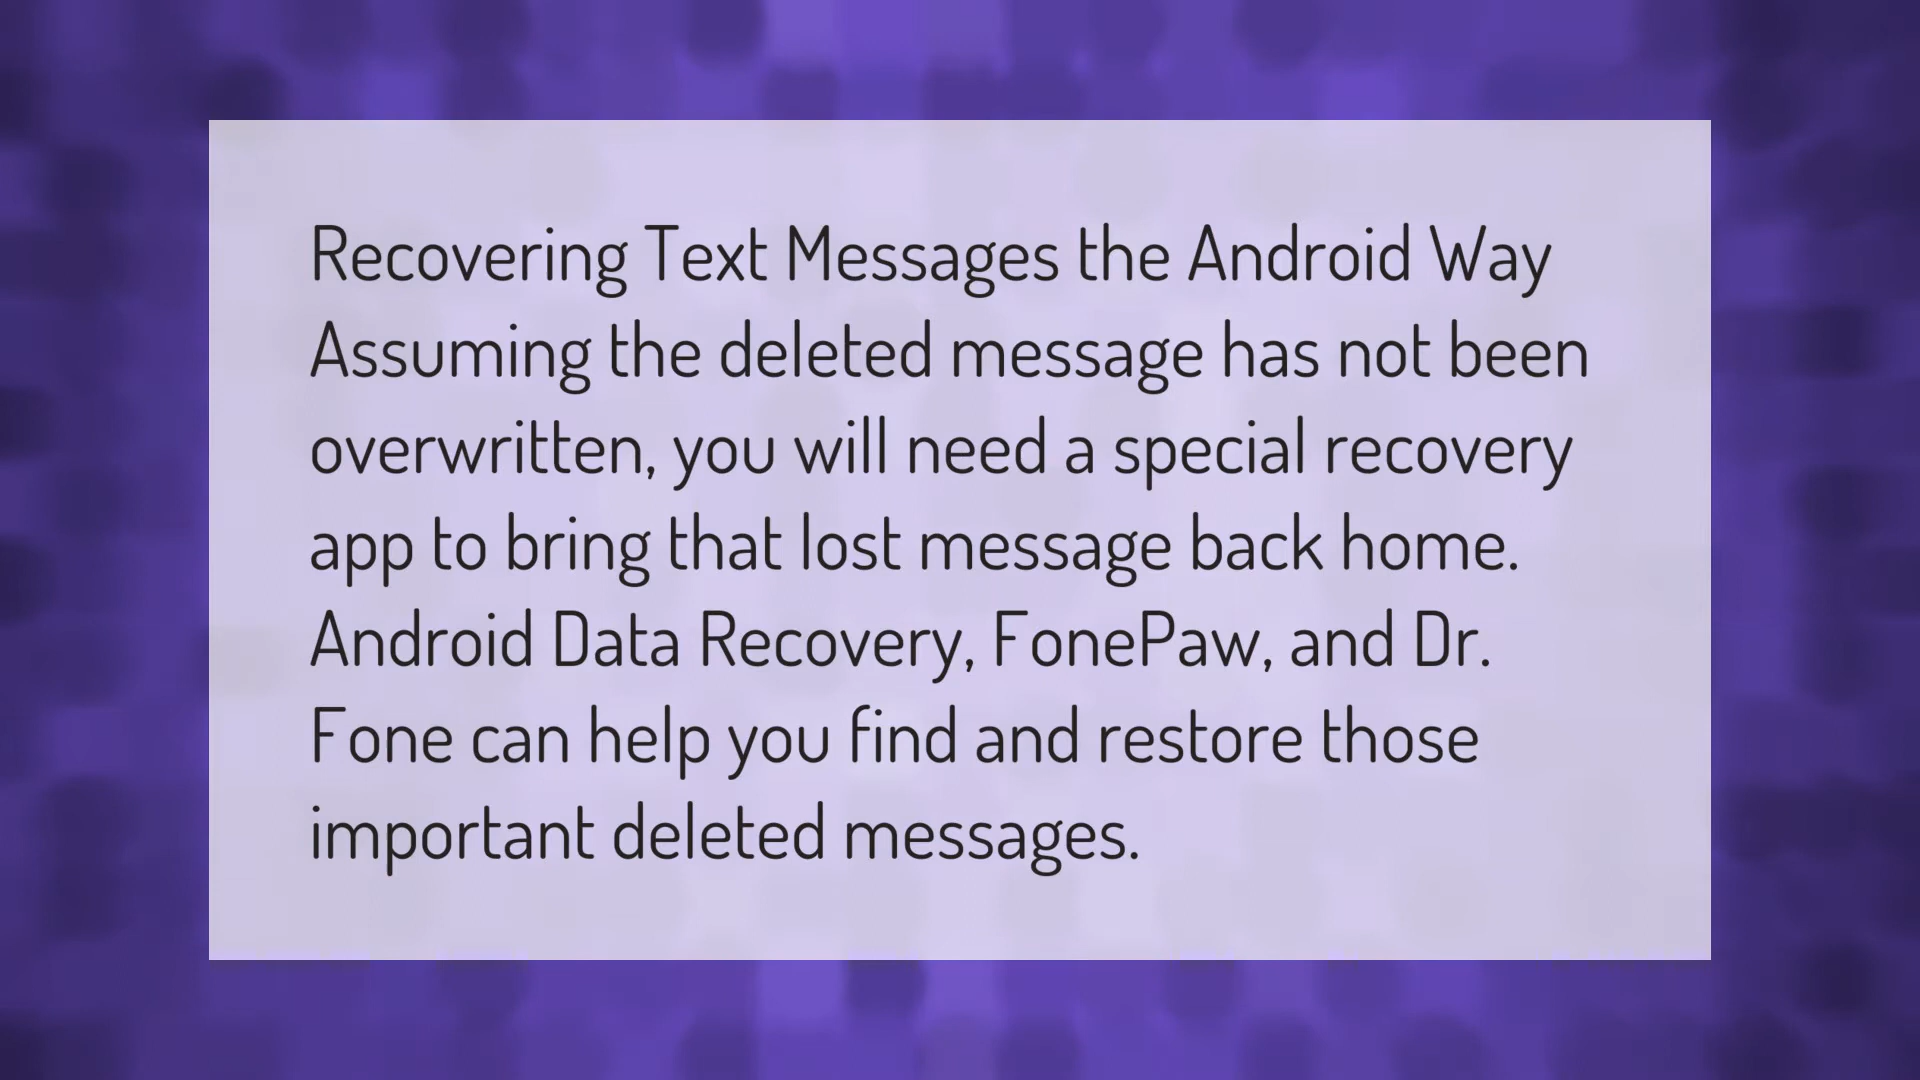 Recovering Text Messages the Android Way
Assuming the deleted message has not been
overwritten, you will need a special recovery
app to bring that lost message back home.
Android Data Recovery, FonePaw, and Dr.
Fone can help you find and restore those
important deleted messages.